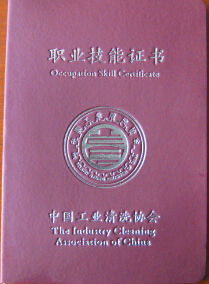 职业技能证书
Occupation Skill Certificate
中国工业清洗协会
The Industry Cleaning
Association of China